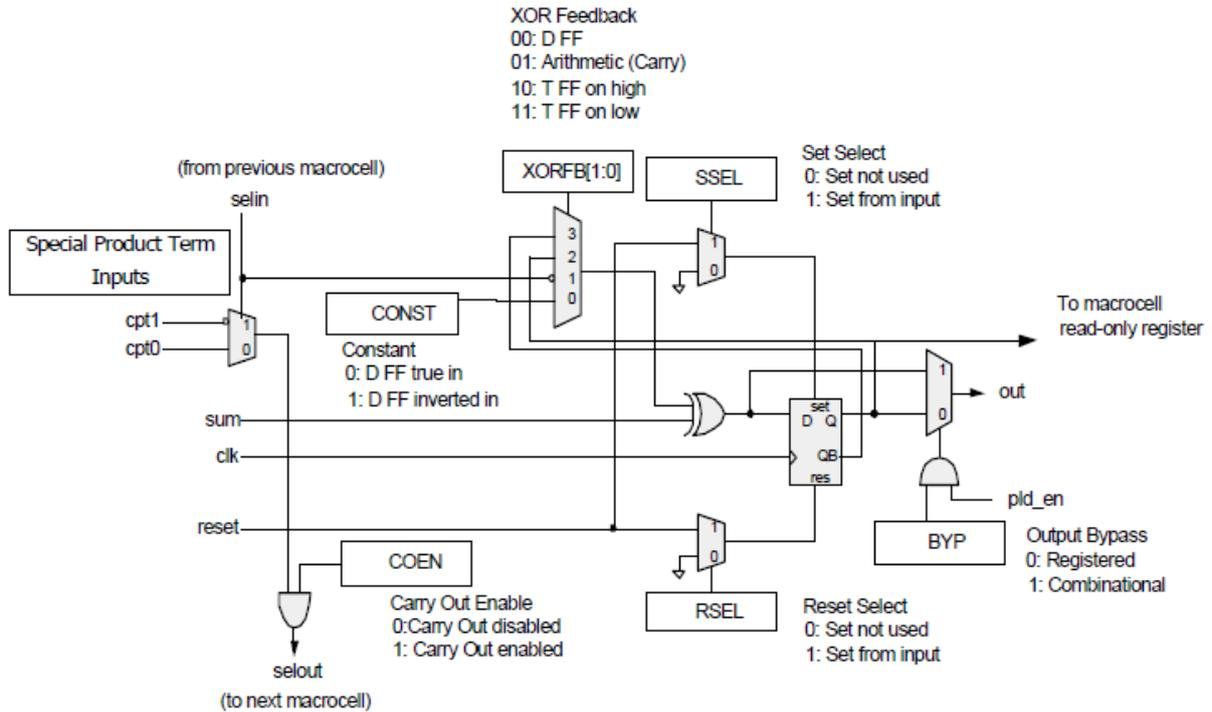 XOR Feedback
00: D FF
01: Arithmetic (Carry)
10: T FF on high
11: T FF on low
(from previous macrocell)
selin
XORFB[1:0]
SSEL
Set Select
0: Set not used
1: Set from input
Special Product Term
Inputs
3
2
1
0
1
0
CONST
Constant
0: D FF true in
1: D FF inverted in
cpt1
cpt0
1
0
To macrocell
read-only register
1
0
out
sum
clk
set
D Q
QB
res
pld_en
reset
1
0
BYP
Output Bypass
0: Registered
1: Combinational
COEN
Carry Out Enable
0:Carry Out disabled
1: Carry Out enabled
RSEL
Reset Select
0: Set not used
1: Set from input
selout
(to next macrocell)